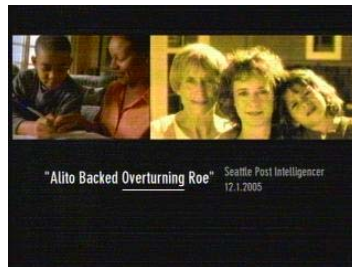 "Alito Backed Overturning Roe"
Seattle Post Intelligencer
12.1.2005